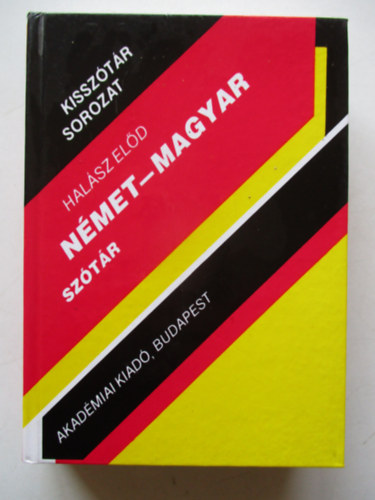 KISSZÓTÁR
SOROZAT
HALÁSZ ELŐD
NÉMET–MAGYAR
SZÓTÁR
AKADÉMIAI KIADÓ, BUDAPEST